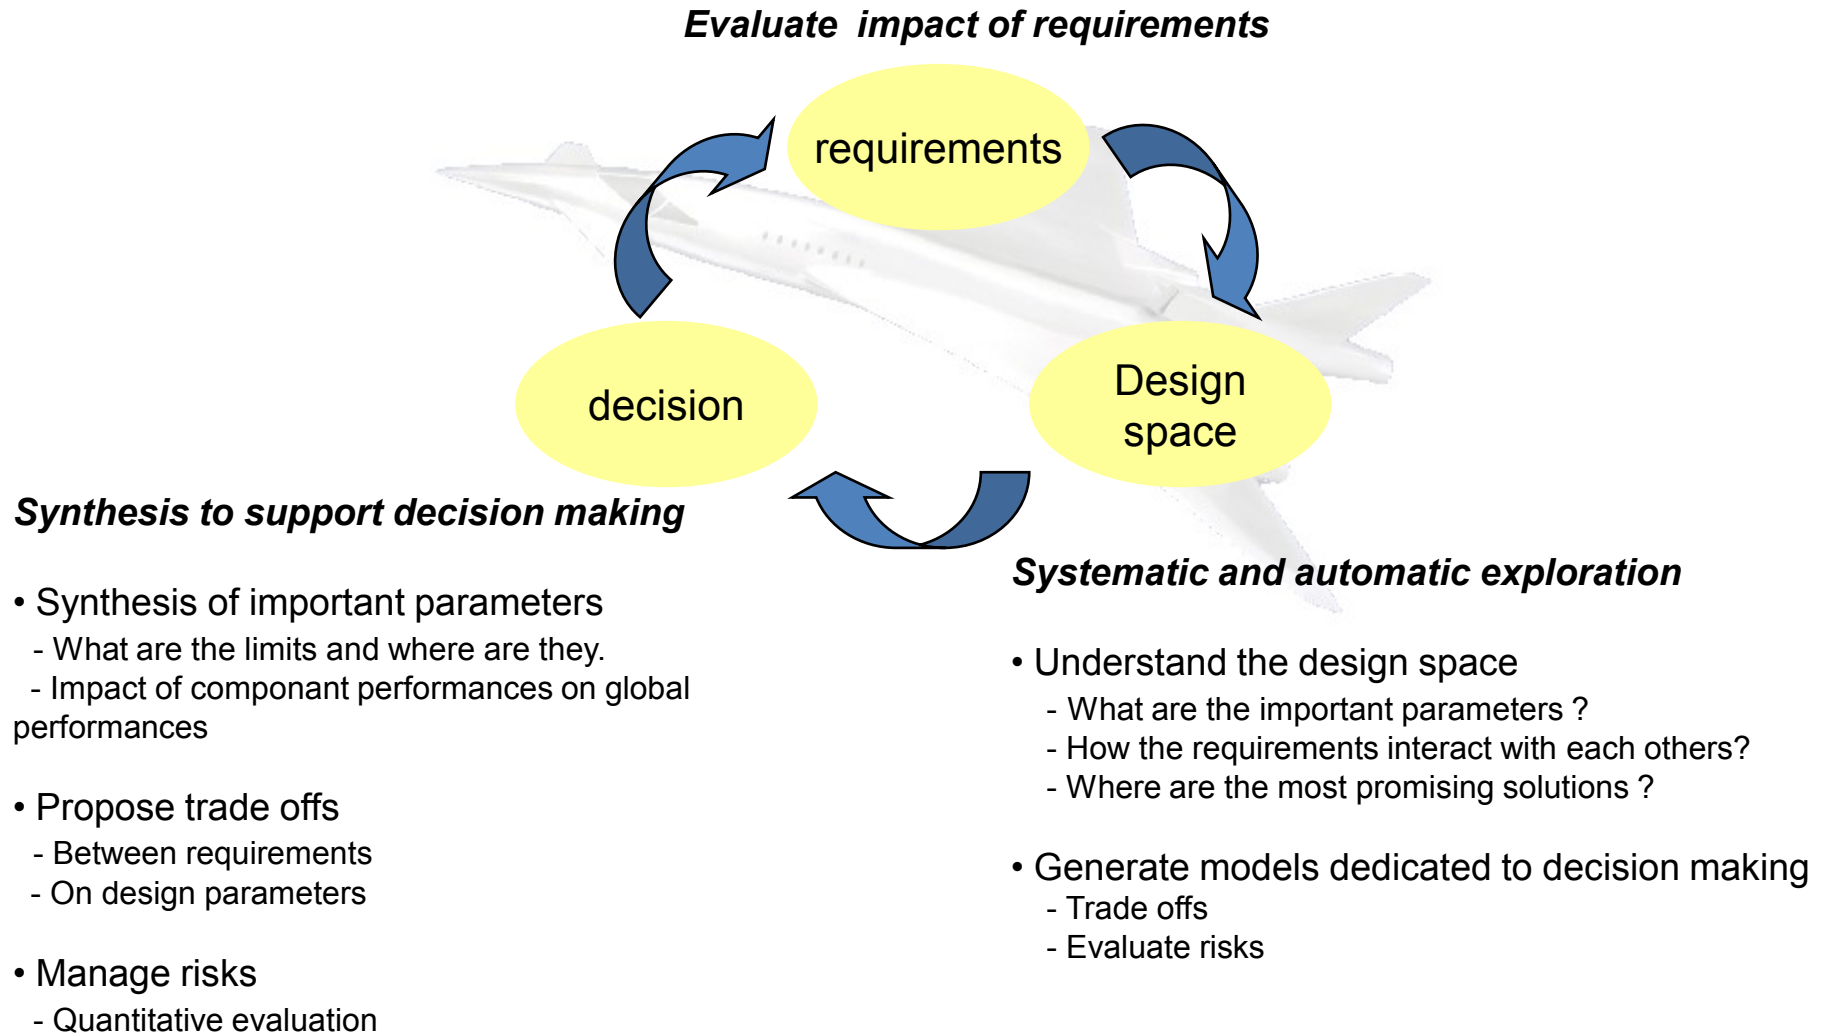 Evaluate  impact of requirements
requirements
decision
Design
space
Synthesis to support decision making
• Synthesis of important parameters
- What are the limits and where are they.
- Impact of componant performances on global
performances
• Propose trade offs
- Between requirements
- On design parameters
• Manage risks
- Quantitative evaluation
Systematic and automatic exploration
• Understand the design space
- What are the important parameters ?
- How the requirements interact with each others?
- Where are the most promising solutions ?
• Generate models dedicated to decision making
- Trade offs
- Evaluate risks